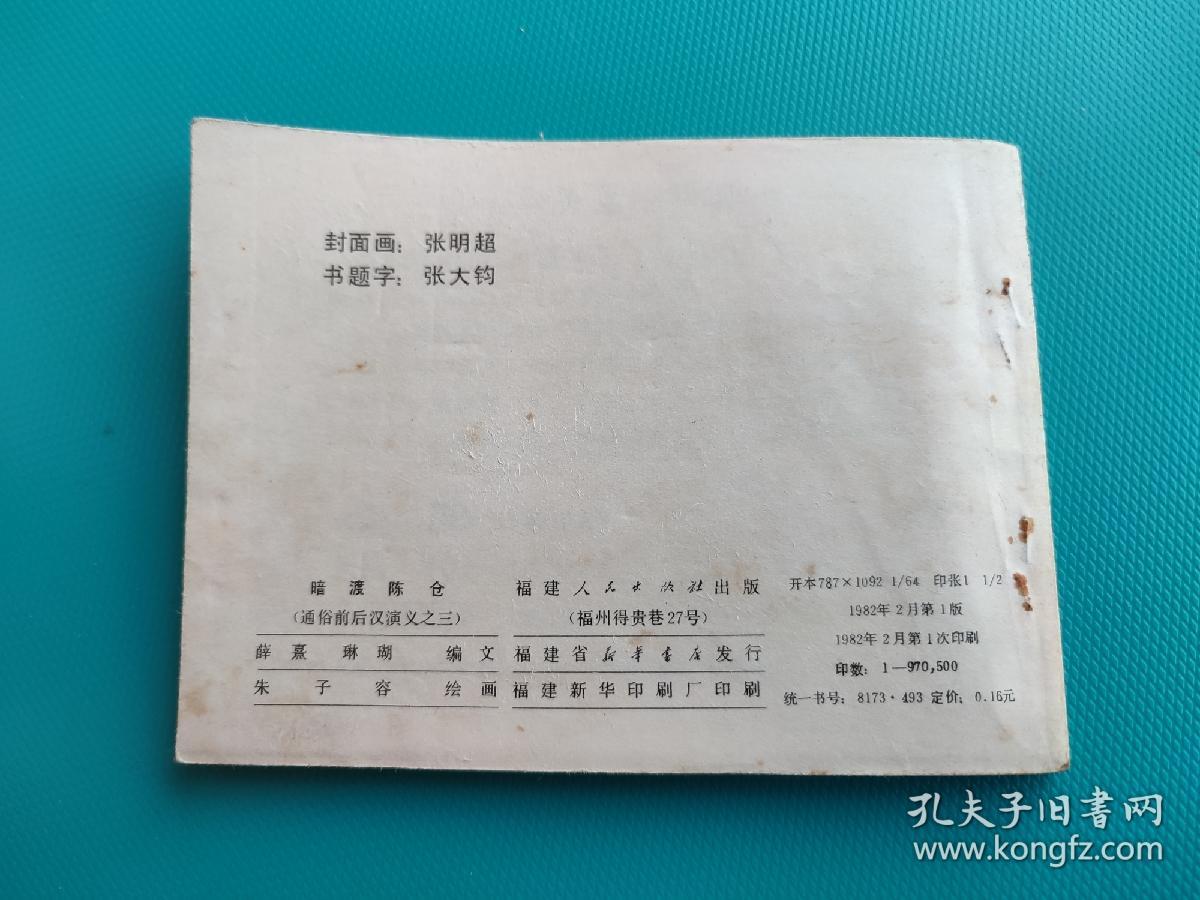 封面画：张明超
书题字：张大钧
暗渡陈仓
（通俗前后汉演义之三）
薛熹 琳瑚 编文
朱子容 绘画
福建人民出版社出版
（福州得贵巷27号）
福建省新华书店发行
福建新华印刷厂印刷
开本787×1092 1/64 印张1 1/2
1982年2月第1版
1982年2月第1次印刷
印数：1—970,500
统一书号：8173·493 定价：0.16元
孔夫子旧書网
www.kongfz.com